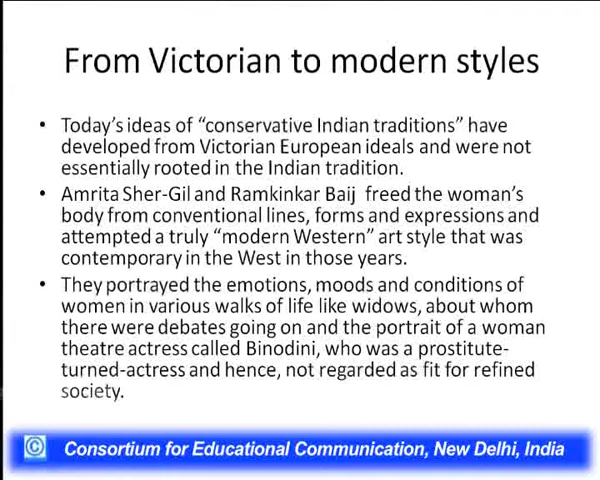 From Victorian to modern styles
• Today's ideas of "conservative Indian traditions" have
developed from Victorian European ideals and were not
essentially rooted in the Indian tradition.
• Amrita Sher-Gil and Ramkinkar Baij freed the woman's
body from conventional lines, forms and expressions and
attempted a truly "modern Western" art style that was
contemporary in the West in those years.
• They portrayed the emotions, moods and conditions of
women in various walks of life like widows, about whom
there were debates going on and the portrait of a woman
theatre actress called Binodini, who was a prostitute-
turned-actress and hence, not regarded as fit for refined
society.
© Consortium for Educational Communication, New Delhi, India